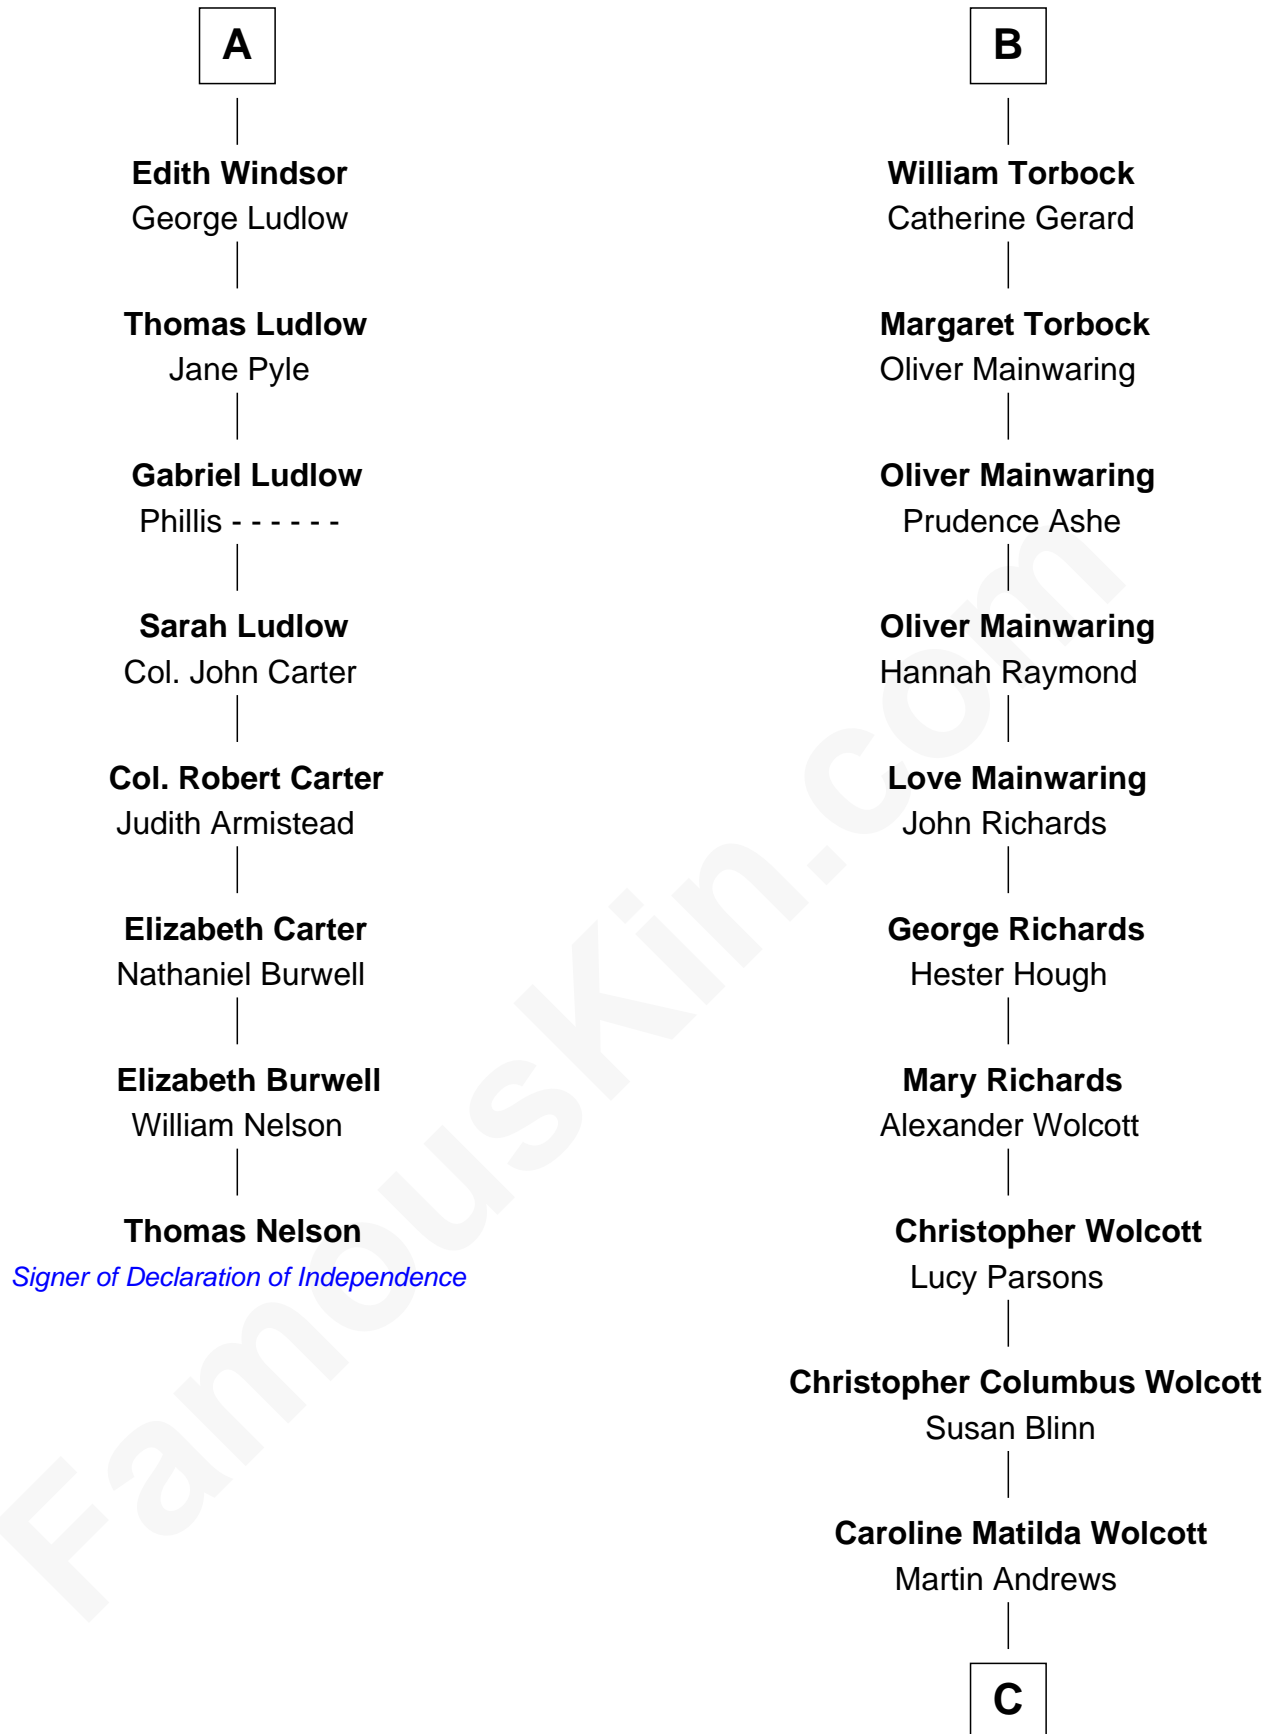 A
Edith Windsor
George Ludlow
Thomas Ludlow
Jane Pyle
Gabriel Ludlow
Phillis - - - - - -
Sarah Ludlow
Col. John Carter
Col. Robert Carter
Judith Armistead
Elizabeth Carter
Nathaniel Burwell
Elizabeth Burwell
William Nelson
Thomas Nelson
Signer of Declaration of Independence
B
William Torbock
Catherine Gerard
Margaret Torbock
Oliver Mainwaring
Oliver Mainwaring
Prudence Ashe
Oliver Mainwaring
Hannah Raymond
Love Mainwaring
John Richards
George Richards
Hester Hough
Mary Richards
Alexander Wolcott
Christopher Wolcott
Lucy Parsons
Christopher Columbus Wolcott
Susan Blinn
Caroline Matilda Wolcott
Martin Andrews
C
FamousKin.com